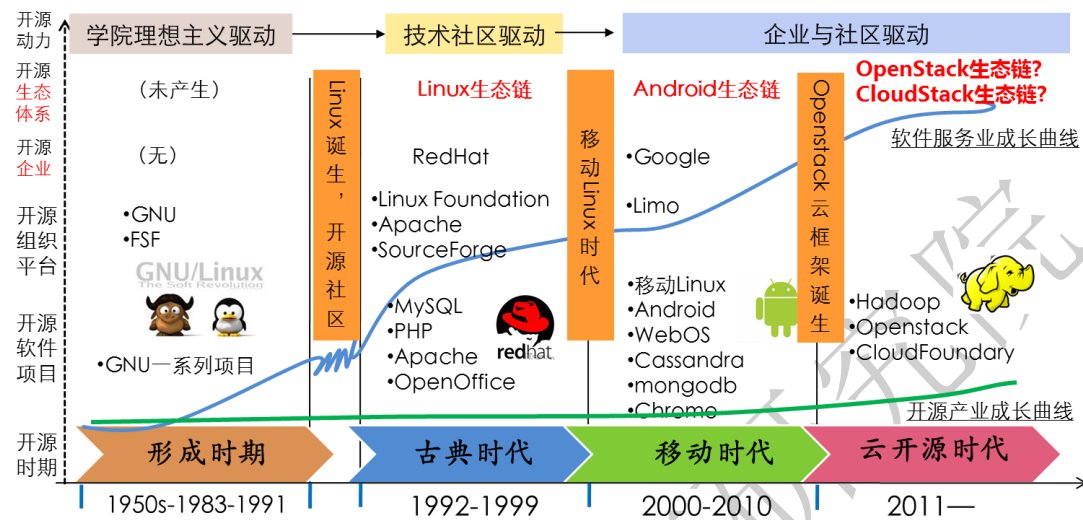 开源
动力
学院理想主义驱动
技术社区驱动
企业与社区驱动
开源
生态
体系
（未产生）
Linux诞生，开源社区
Linux生态链
移动Linux时代
Android生态链
Openstack云框架诞生
OpenStack生态链?
CloudStack生态链?
软件服务业成长曲线
开源
企业
（无）
RedHat
•Google
开源
组织
平台
•GNU
•FSF
•Linux Foundation
•Apache
•SourceForge
•Limo
GNU/Linux
The Soft Revolution
开源
软件
项目
•GNU一系列项目
•MySQL
•PHP
•Apache
•OpenOffice
redhat.
•移动Linux
•Android
•WebOS
•Cassandra
•mongodb
•Chrome
•Hadoop
•Openstack
•CloudFoundary
开源产业成长曲线
开源
时期
形成时期
古典时代
移动时代
云开源时代
1950s-1983-1991
1992-1999
2000-2010
2011—
研究院